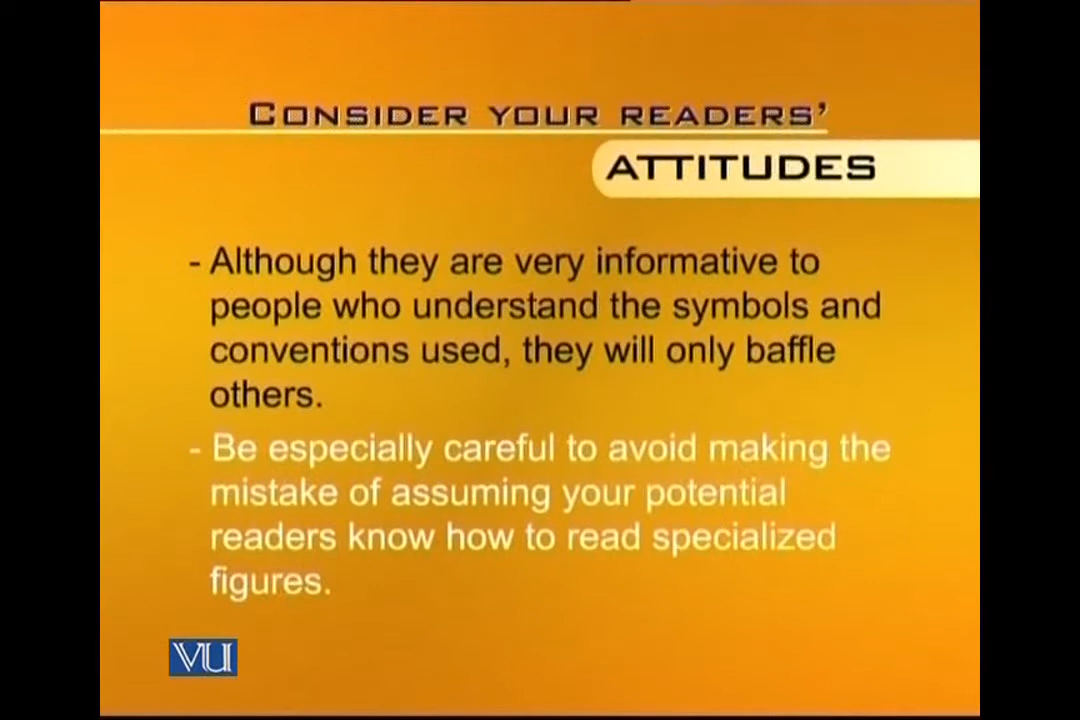 CONSIDER YOUR READERS'
ATTITUDES
- Although they are very informative to
people who understand the symbols and
conventions used, they will only baffle
others.
- Be especially careful to avoid making the
mistake of assuming your potential
readers know how to read specialized
figures.
VU